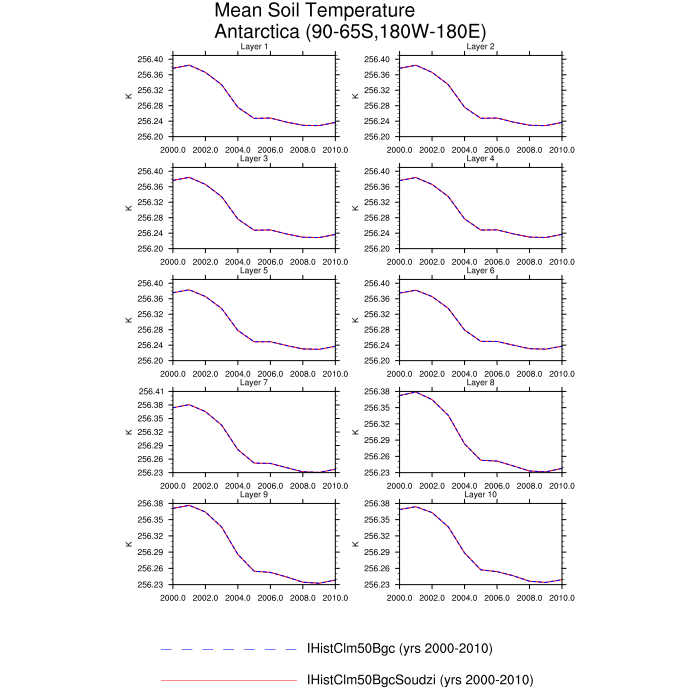 Mean Soil Temperature
Antarctica (90-65S,180W-180E)
Layer 1
256.40
256.36
256.32
256.28
256.24
256.20
K
2000.0 2002.0 2004.0 2006.0 2008.0 2010.0
Layer 2
256.40
256.36
256.32
256.28
256.24
256.20
K
2000.0 2002.0 2004.0 2006.0 2008.0 2010.0
Layer 3
256.40
256.36
256.32
256.28
256.24
256.20
K
2000.0 2002.0 2004.0 2006.0 2008.0 2010.0
Layer 4
256.40
256.36
256.32
256.28
256.24
256.20
K
2000.0 2002.0 2004.0 2006.0 2008.0 2010.0
Layer 5
256.40
256.36
256.32
256.28
256.24
256.20
K
2000.0 2002.0 2004.0 2006.0 2008.0 2010.0
Layer 6
256.40
256.36
256.32
256.28
256.24
256.20
K
2000.0 2002.0 2004.0 2006.0 2008.0 2010.0
Layer 7
256.41
256.38
256.35
256.32
256.29
256.26
256.23
K
2000.0 2002.0 2004.0 2006.0 2008.0 2010.0
Layer 8
256.38
256.35
256.32
256.29
256.26
256.23
K
2000.0 2002.0 2004.0 2006.0 2008.0 2010.0
Layer 9
256.38
256.35
256.32
256.29
256.26
256.23
K
2000.0 2002.0 2004.0 2006.0 2008.0 2010.0
Layer 10
256.38
256.35
256.32
256.29
256.26
256.23
K
2000.0 2002.0 2004.0 2006.0 2008.0 2010.0
IHistClm50Bgc (yrs 2000-2010)
IHistClm50BgcSoudzi (yrs 2000-2010)